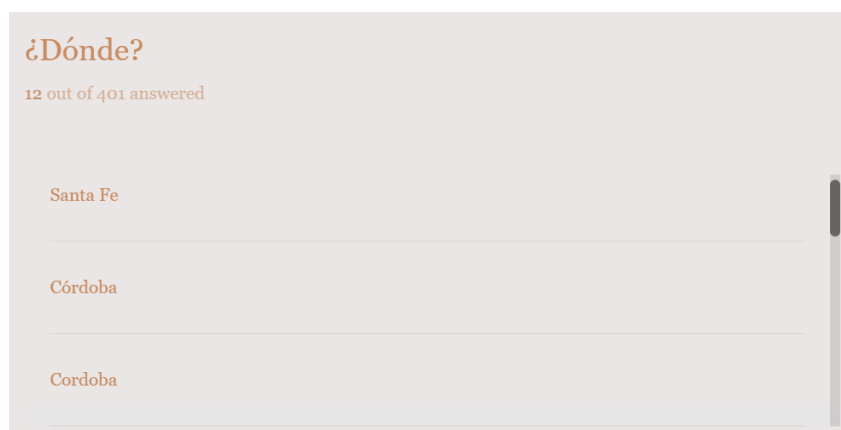 ¿Dónde?
12 out of 401 answered
Santa Fe
Córdoba
Cordoba